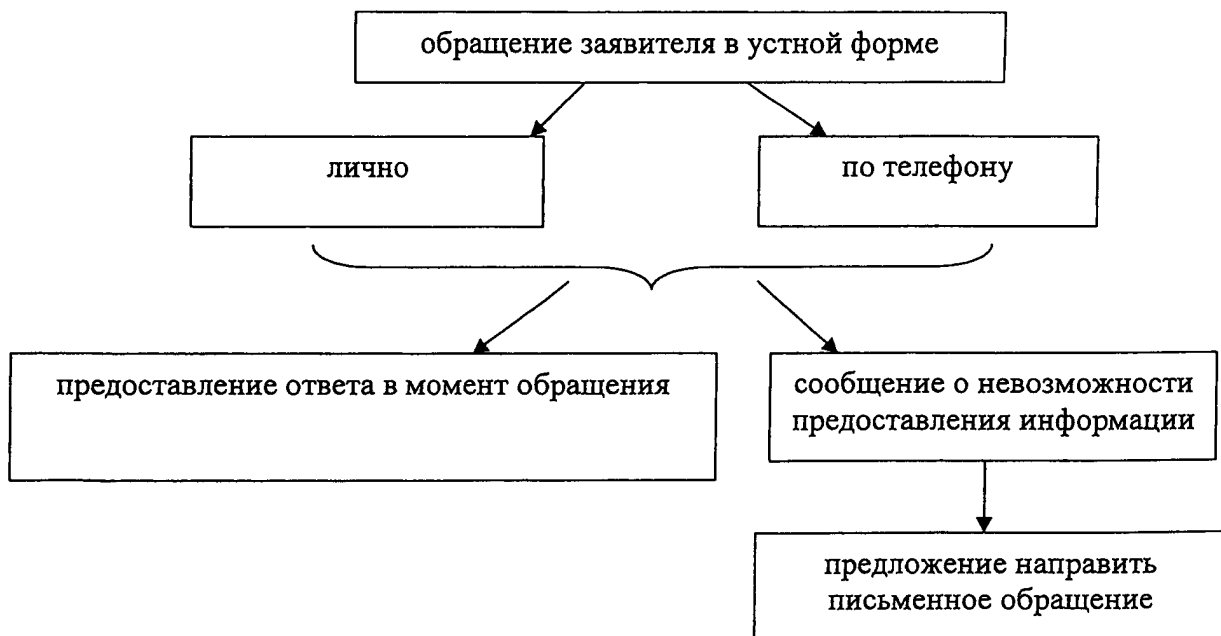 обращение заявителя в устной форме
лично
по телефону
предоставление ответа в момент обращения
сообщение о невозможности
предоставления информации
предложение направить
письменное обращение